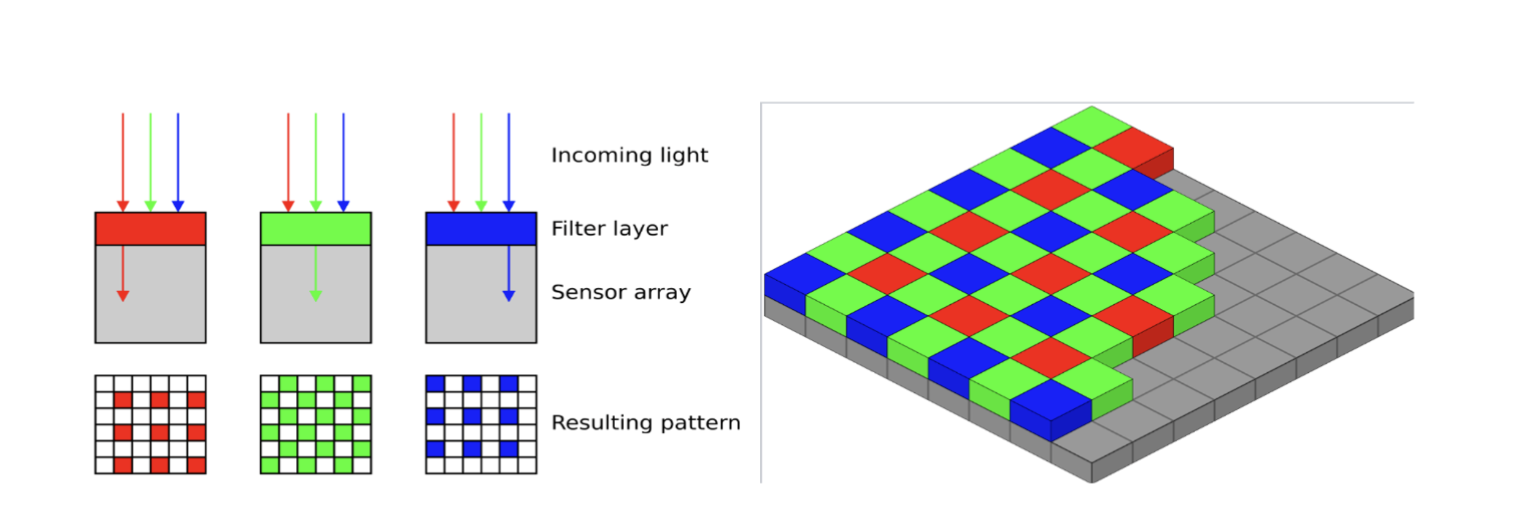 Incoming light
Filter layer
Sensor array
Resulting pattern